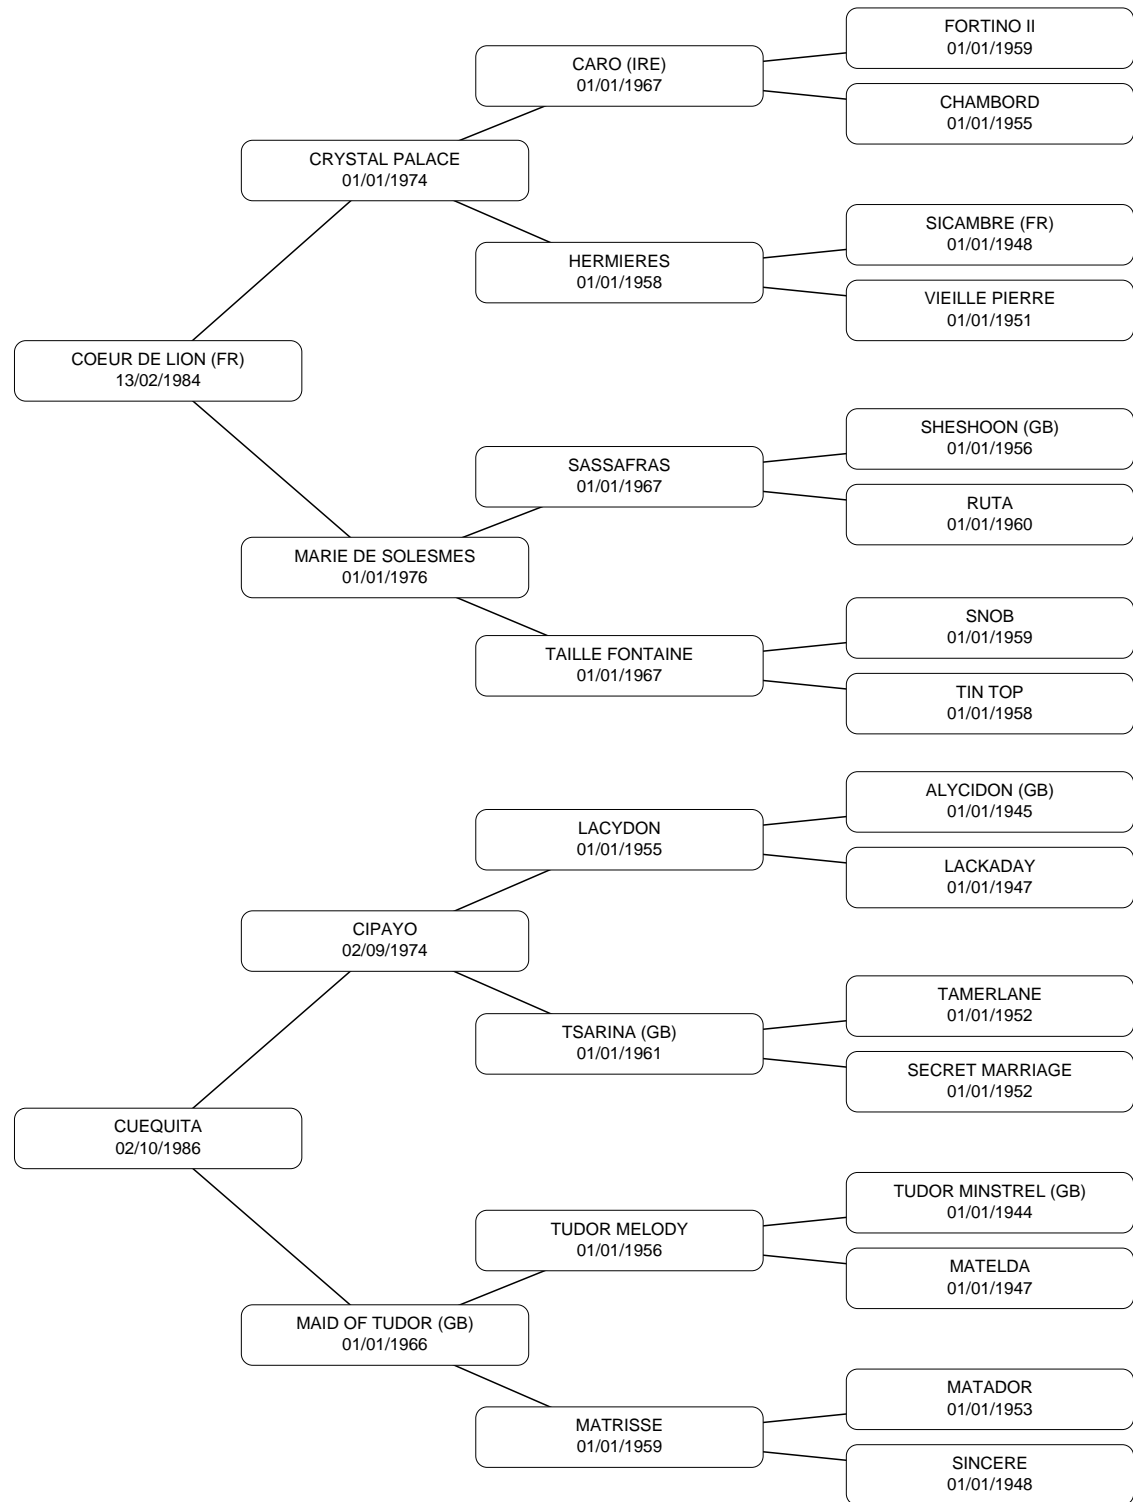 FORTINO II
01/01/1959
CARO (IRE)
01/01/1967
CHAMBORD
01/01/1955
CRYSTAL PALACE
01/01/1974
SICAMBRE (FR)
01/01/1948
HERMIERES
01/01/1958
VIEILLE PIERRE
01/01/1951
COEUR DE LION (FR)
13/02/1984
SHESHOON (GB)
01/01/1956
SASSAFRAS
01/01/1967
RUTA
01/01/1960
MARIE DE SOLESMES
01/01/1976
SNOB
01/01/1959
TAILLE FONTAINE
01/01/1967
TIN TOP
01/01/1958
ALYCIDON (GB)
01/01/1945
LACYDON
01/01/1955
LACKADAY
01/01/1947
CIPAYO
02/09/1974
TAMERLANE
01/01/1952
TSARINA (GB)
01/01/1961
SECRET MARRIAGE
01/01/1952
CUEQUITA
02/10/1986
TUDOR MINSTREL (GB)
01/01/1944
TUDOR MELODY
01/01/1956
MATELDA
01/01/1947
MAID OF TUDOR (GB)
01/01/1966
MATADOR
01/01/1953
MATRISSE
01/01/1959
SINCERE
01/01/1948